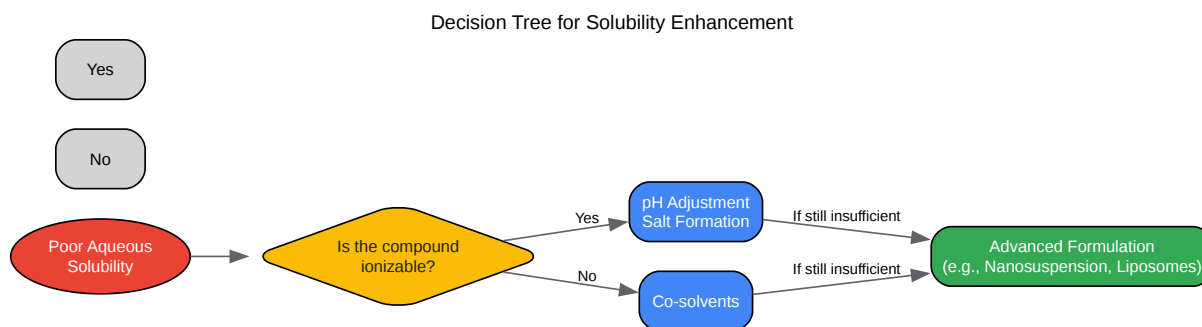 Decision Tree for Solubility Enhancement
Yes
No
Poor Aqueous
Solubility
Is the compound
ionizable?
Yes
No
pH Adjustment
Salt Formation
Co-solvents
If still insufficient
If still insufficient
Advanced Formulation
(e.g., Nanosuspension, Liposomes)